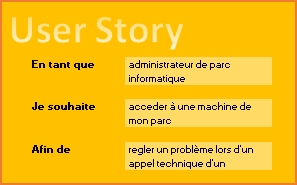 User Story
En tant que administrateur de parc
informatique
Je souhaite acceder à une machine de
mon parc
Afin de regler un problème lors d'un
appel technique d'un